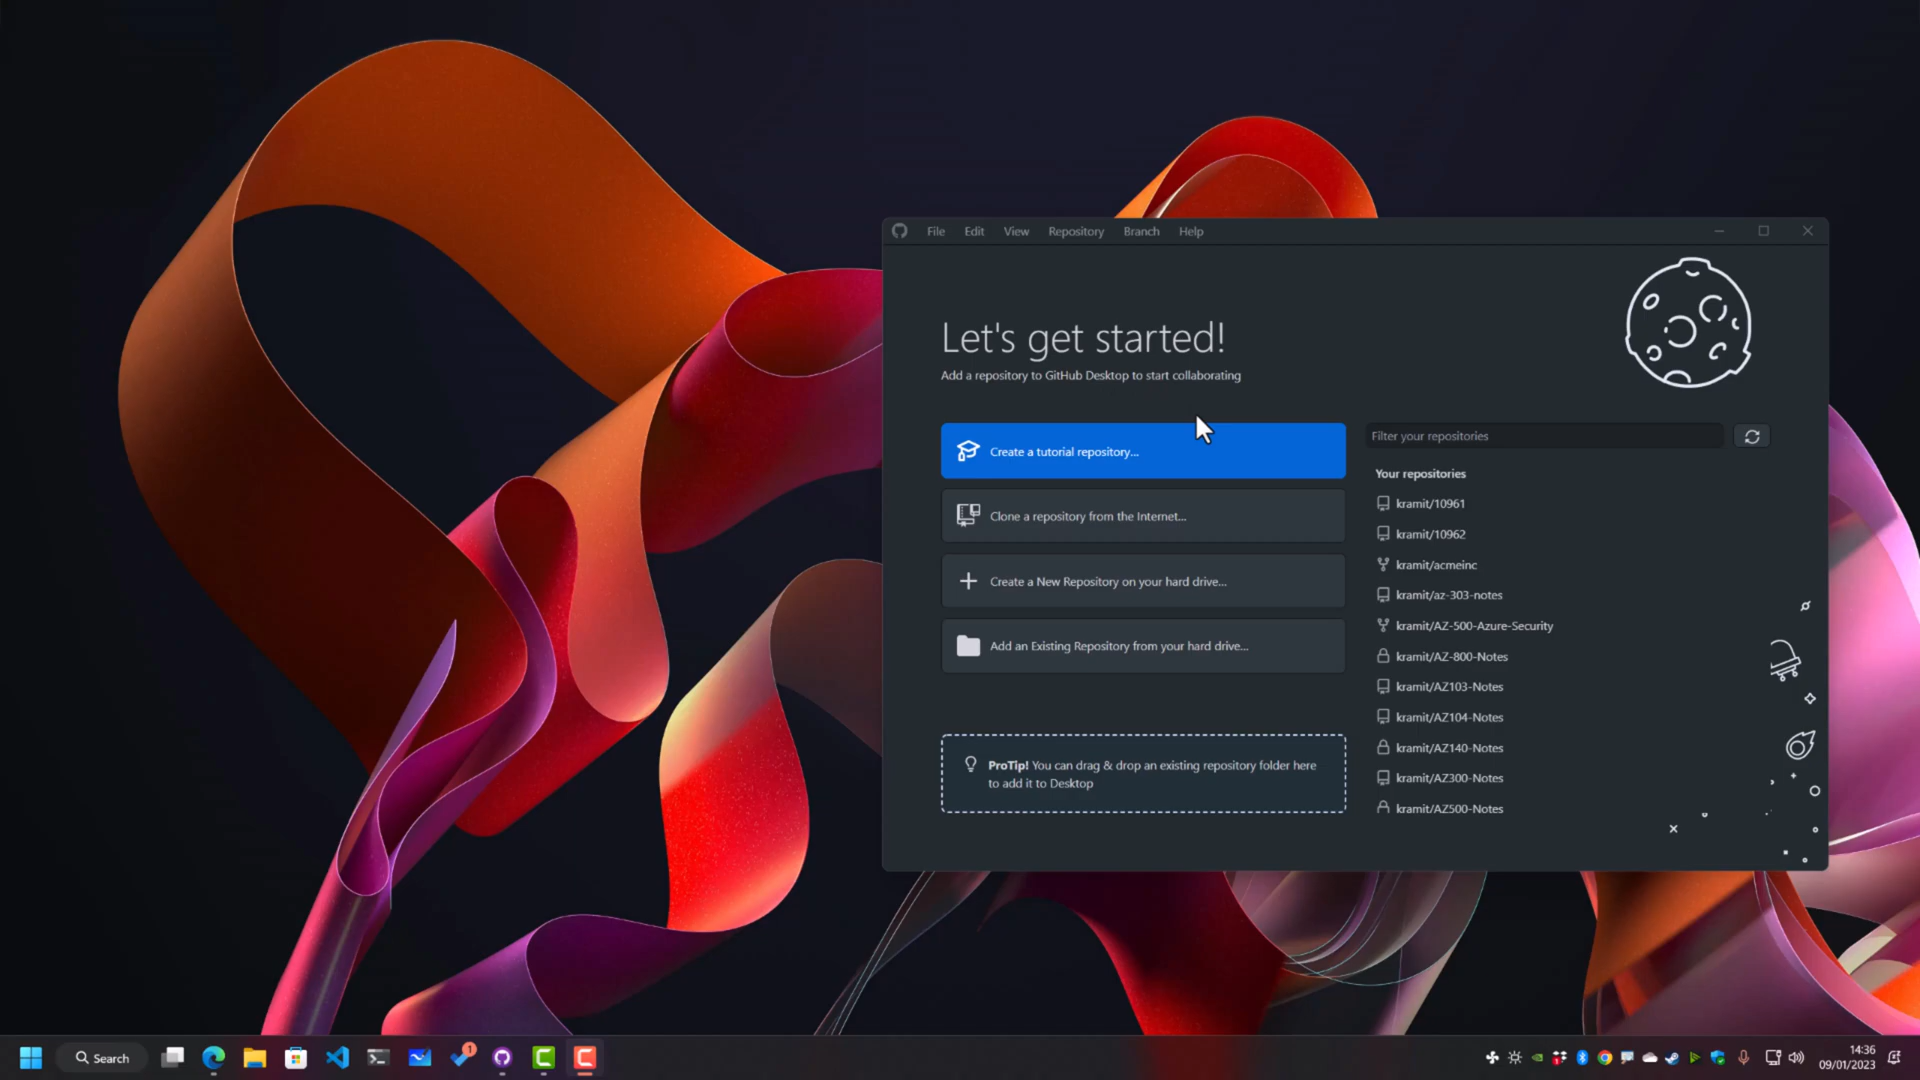 File Edit View Repository Branch Help
Let's get started!
Add a repository to GitHub Desktop to start collaborating
Create a tutorial repository...
Clone a repository from the Internet...
Create a New Repository on your hard drive...
Add an Existing Repository from your hard drive...
ProTip! You can drag & drop an existing repository folder here
to add it to Desktop
Filter your repositories
Your repositories
kramit/10961
kramit/10962
kramit/acmeinc
kramit/az-303-notes
kramit/AZ-500-Azure-Security
kramit/AZ-800-Notes
kramit/AZ103-Notes
kramit/AZ104-Notes
kramit/AZ140-Notes
kramit/AZ300-Notes
kramit/AZ500-Notes
Search
1
14:36
09/01/2023